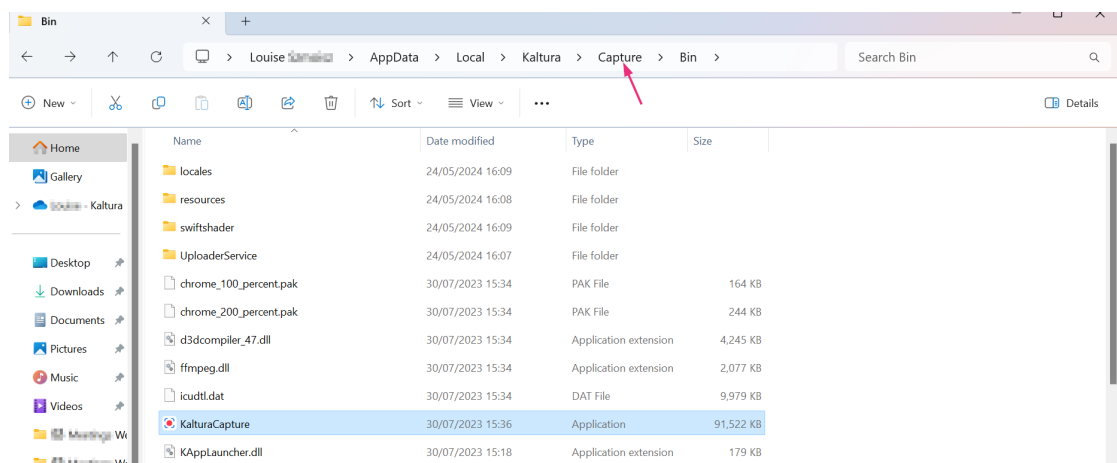 Bin
Louise > AppData > Local > Kaltura > Capture > Bin >
Search Bin
New
Sort
View
Details
Home
Gallery
- Kaltura
Desktop
Downloads
Documents
Pictures
Music
Videos
Name Date modified Type Size
locales 24/05/2024 16:09 File folder
resources 24/05/2024 16:08 File folder
swiftshader 24/05/2024 16:09 File folder
UploaderService 24/05/2024 16:07 File folder
chrome_100_percent.pak 30/07/2023 15:34 PAK File 164 KB
chrome_200_percent.pak 30/07/2023 15:34 PAK File 244 KB
d3dcompiler_47.dll 30/07/2023 15:34 Application extension 4,245 KB
ffmpeg.dll 30/07/2023 15:34 Application extension 2,077 KB
icudtl.dat 30/07/2023 15:34 DAT File 9,979 KB
KalturaCapture 30/07/2023 15:36 Application 91,522 KB
KAppLauncher.dll 30/07/2023 15:18 Application extension 179 KB